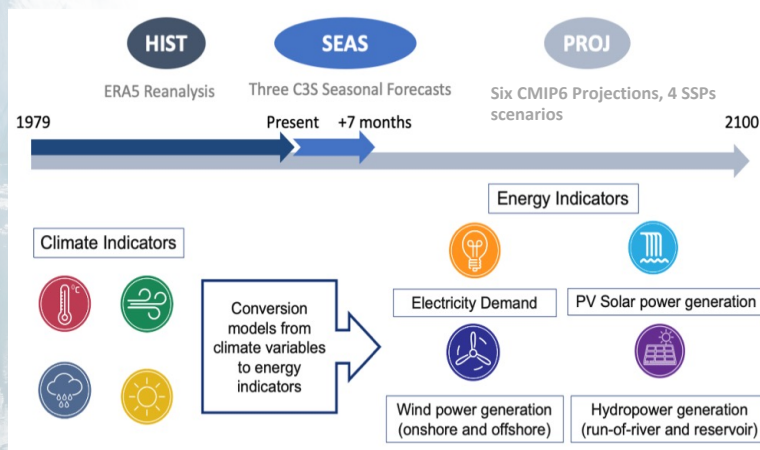 HIST
SEAS
PROJ
ERA5 Reanalysis
Three C3S Seasonal Forecasts
Six CMIP6 Projections, 4 SSPs
scenarios
1979
Present
+7 months
2100
Energy Indicators
Climate Indicators
°C
Conversion
models from
climate variables
to energy
indicators
Electricity Demand
PV Solar power generation
Wind power generation
(onshore and offshore)
Hydropower generation
(run-of-river and reservoir)